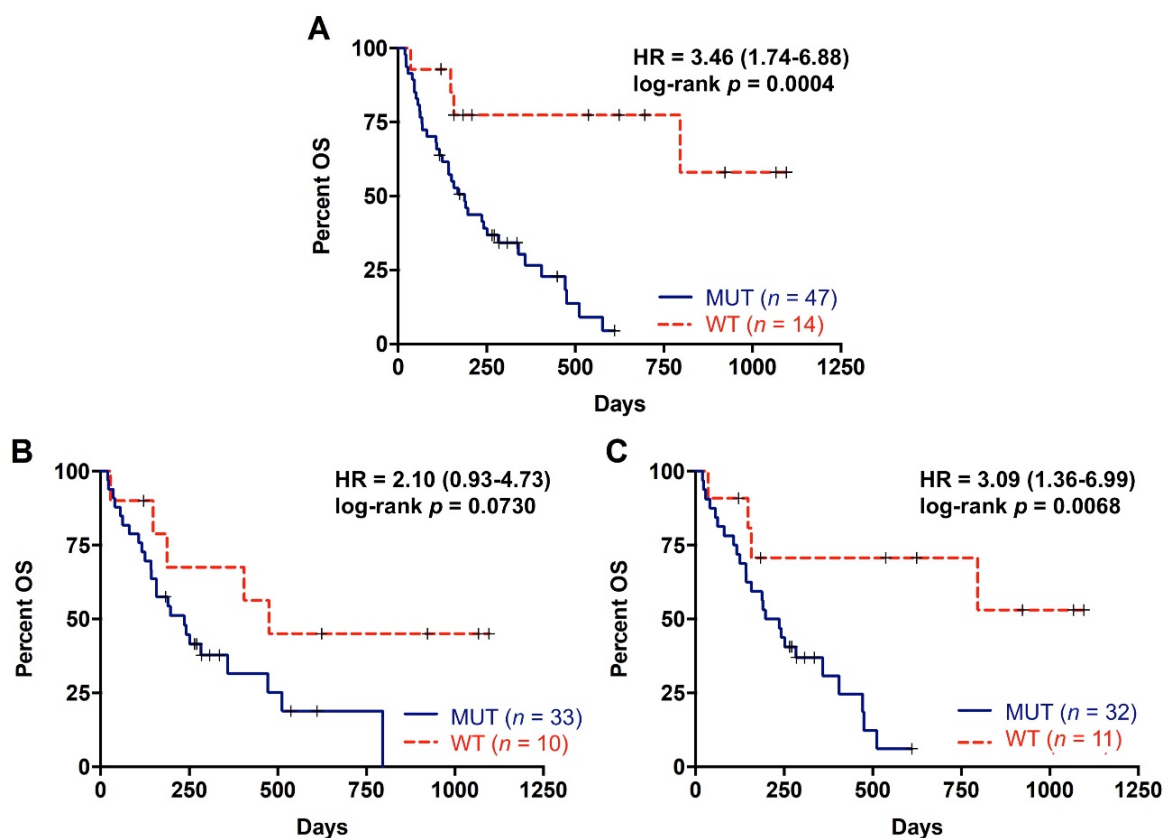 A
HR = 3.46 (1.74-6.88)
log-rank p = 0.0004
Percent OS
100
75
50
25
0
MUT (n = 47)
WT (n = 14)
0 250 500 750 1000 1250
Days
B
HR = 2.10 (0.93-4.73)
log-rank p = 0.0730
Percent OS
100
75
50
25
0
MUT (n = 33)
WT (n = 10)
0 250 500 750 1000 1250
Days
C
HR = 3.09 (1.36-6.99)
log-rank p = 0.0068
Percent OS
100
75
50
25
0
MUT (n = 32)
WT (n = 11)
0 250 500 750 1000 1250
Days